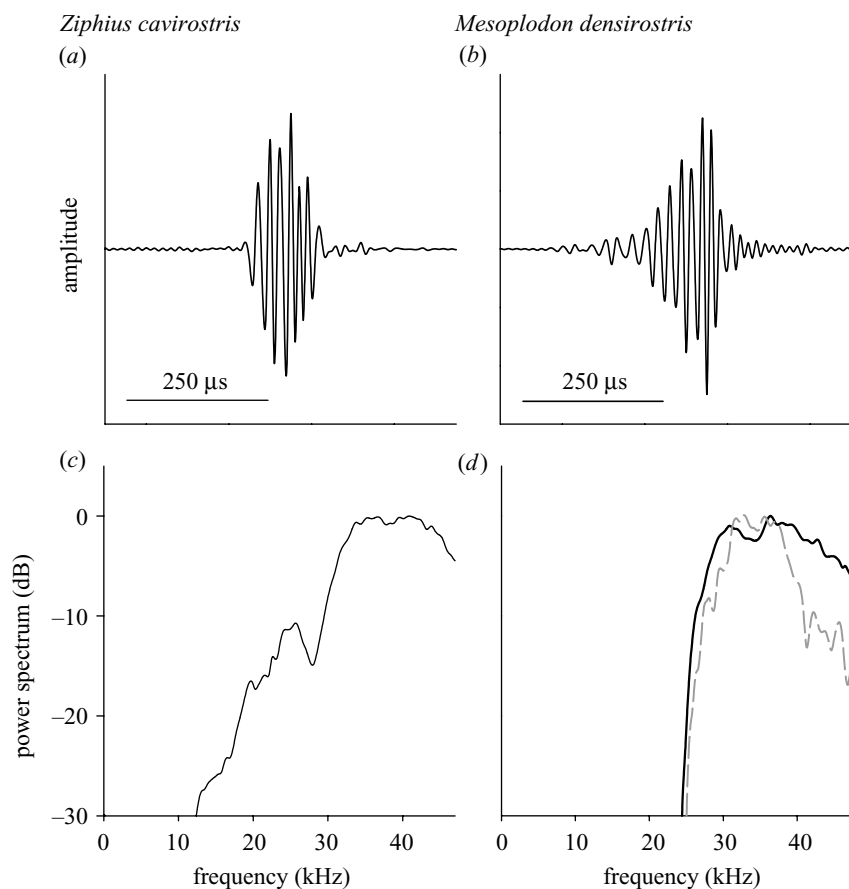 Ziphius cavirostris
Mesoplodon densirostris
(a)
(b)
amplitude
250 µs
250 µs
(c)
(d)
power spectrum (dB)
0
–10
–20
–30
0 10 20 30 40
frequency (kHz)
0 10 20 30 40
frequency (kHz)